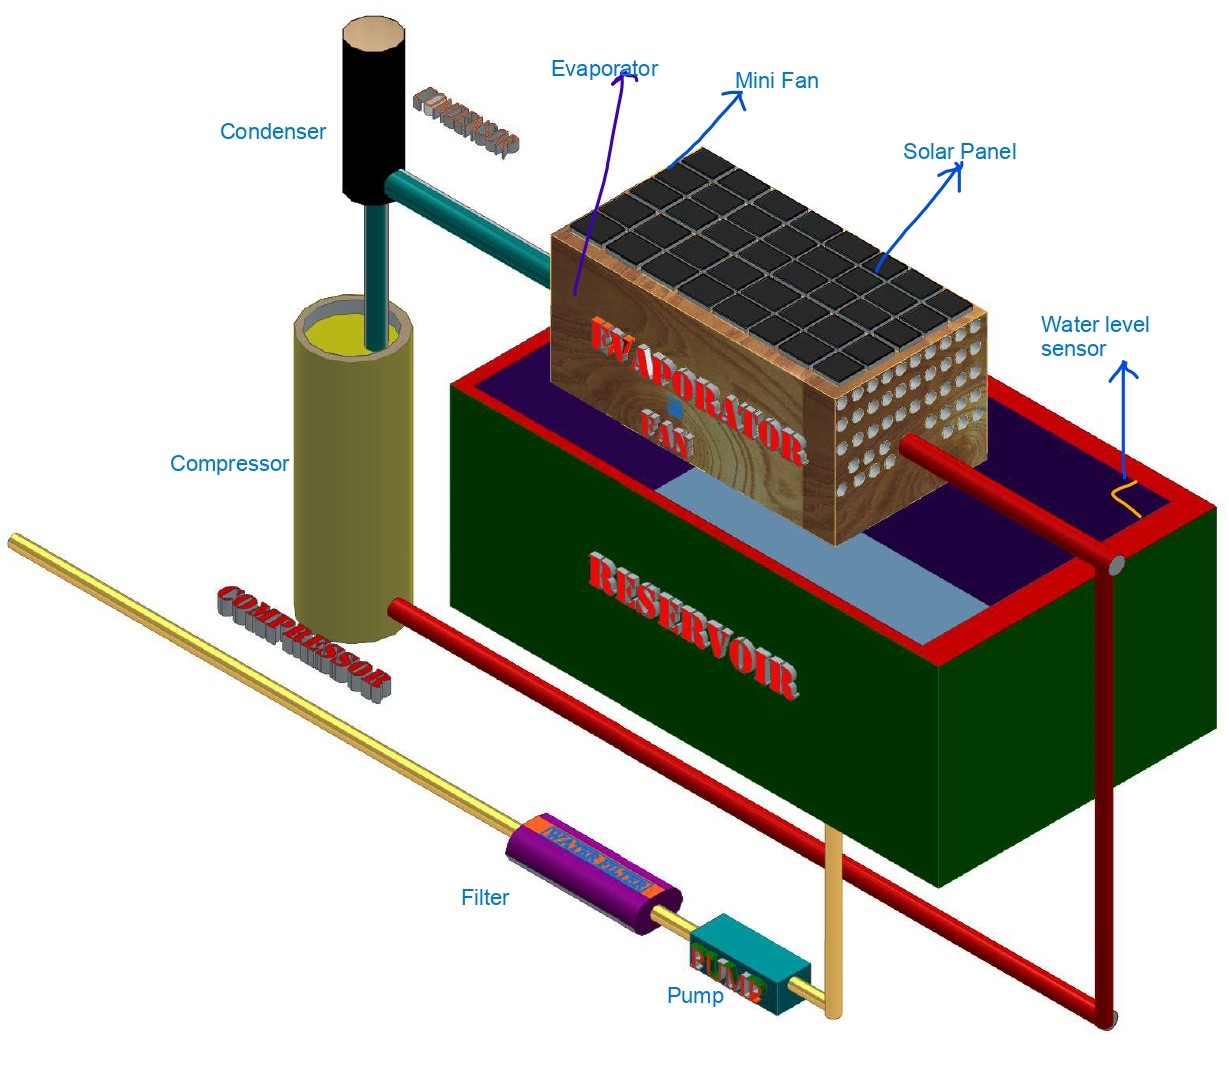 Evaporator
Mini Fan
Condenser
Solar Panel
Water level
sensor
EVAPORATOR
&
FAN
Compressor
RESERVOIR
COMPRESSOR
WATER FILTER
Filter
PUMP
Pump